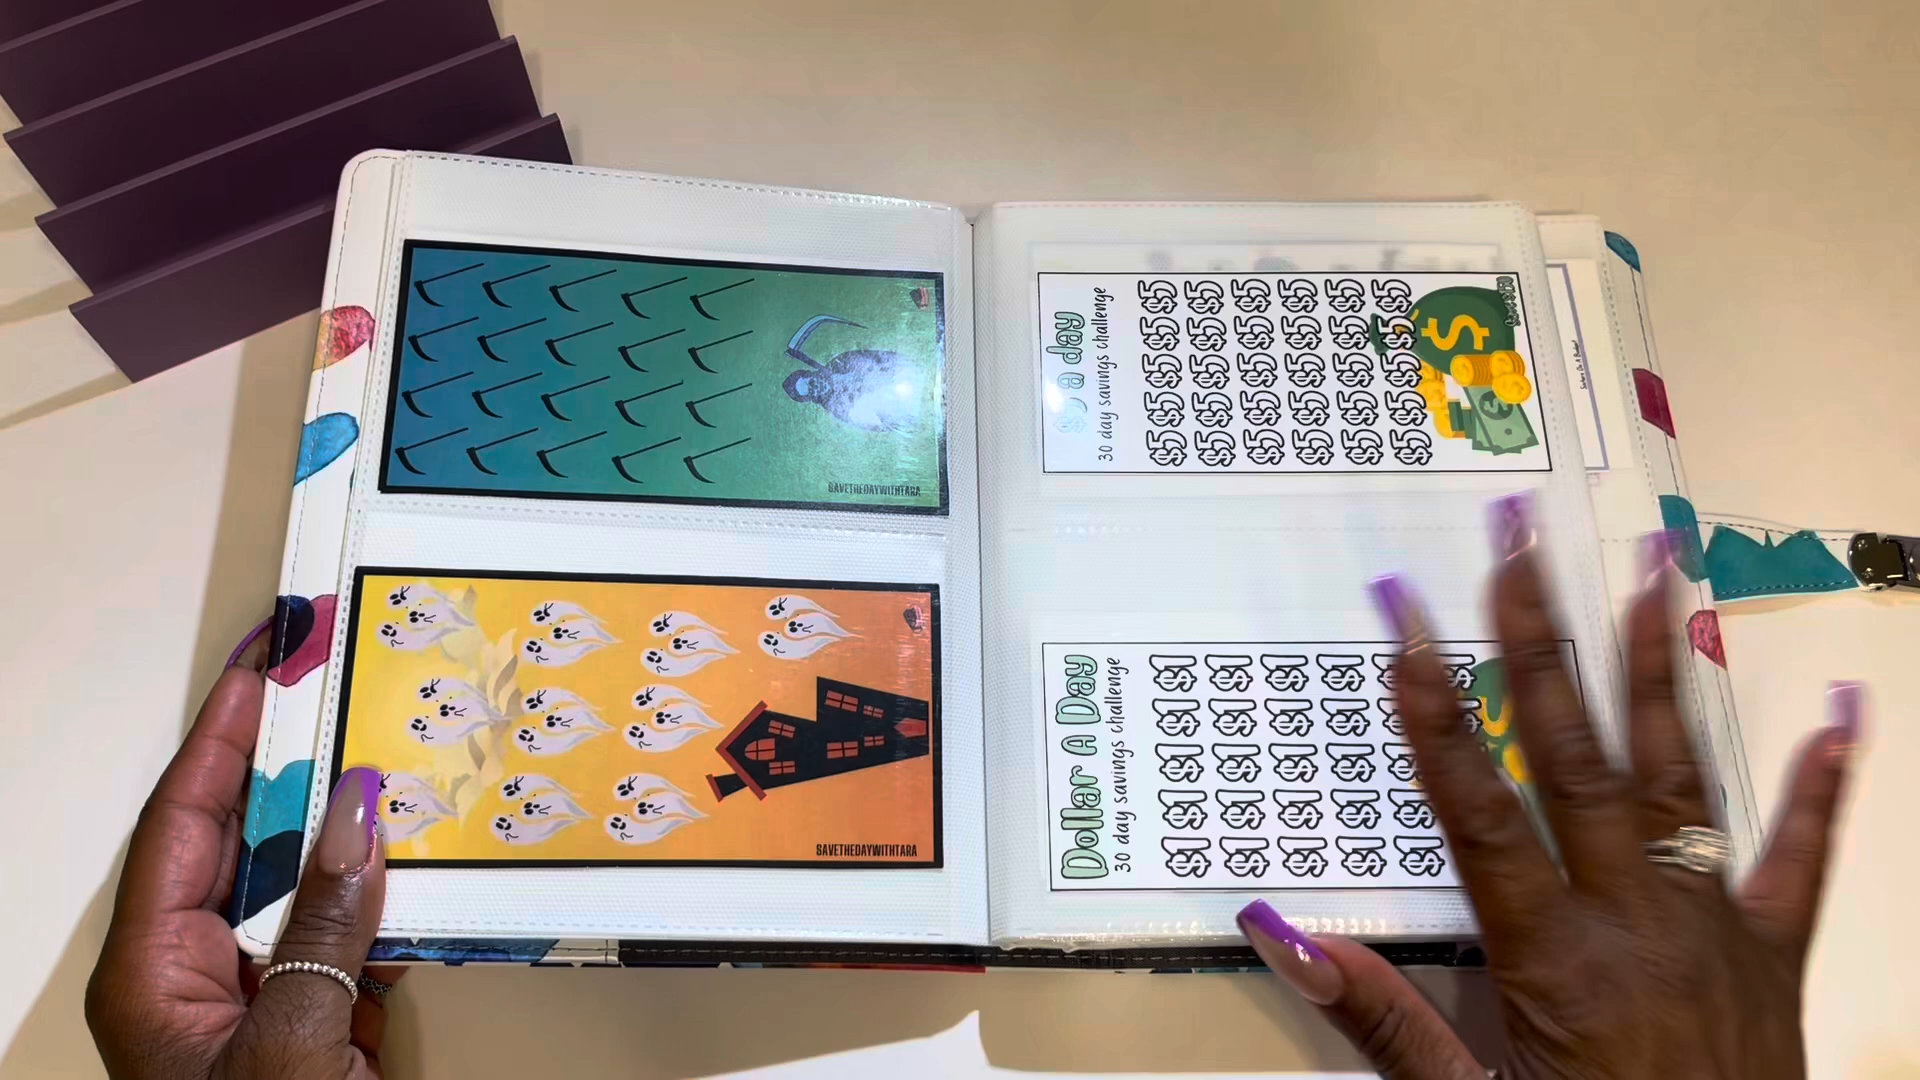 SAVETHEDAYWITHTARA
SAVETHEDAYWITHTARA
$5 a day
30 day savings challenge
$5 $5 $5 $5 $5
$5 $5 $5 $5 $5
$5 $5 $5 $5 $5
$5 $5 $5 $5 $5
$5 $5 $5 $5 $5
$5 $5 $5 $5 $5
$
$
Dollar A Day
30 day savings challenge
$1 $1 $1 $1 $1
$1 $1 $1 $1 $1
$1 $1 $1 $1 $1
$1 $1 $1 $1 $1
$1 $1
$1